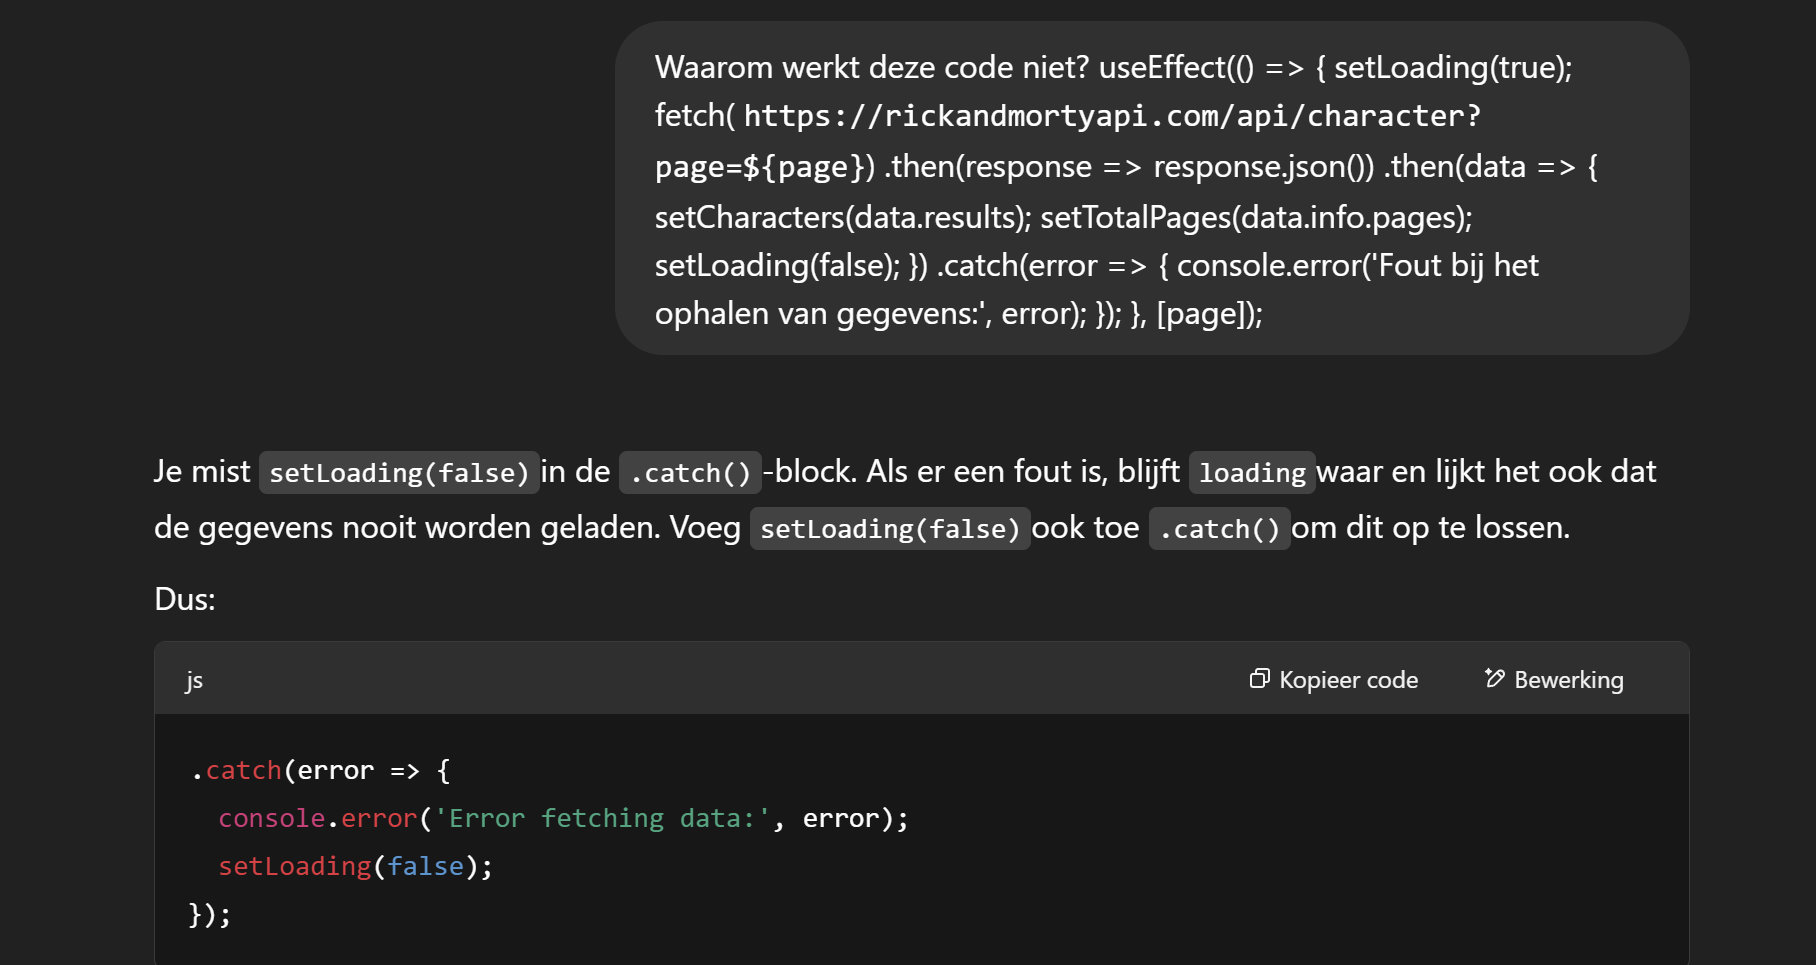 Waarom werkt deze code niet? useEffect(() => { setLoading(true);
fetch( https://rickandmortyapi.com/api/character?
page=${page}) .then(response => response.json()) .then(data => {
setCharacters(data.results); setTotalPages(data.info.pages);
setLoading(false); }) .catch(error => { console.error('Fout bij het
ophalen van gegevens:', error); }); }, [page]);
Je mist setLoading(false) in de .catch() -block. Als er een fout is, blijft loading waar en lijkt het ook dat
de gegevens nooit worden geladen. Voeg setLoading(false) ook toe .catch() om dit op te lossen.
Dus:
js Kopieer code Bewerking
.catch(error => {
console.error('Error fetching data:', error);
setLoading(false);
});